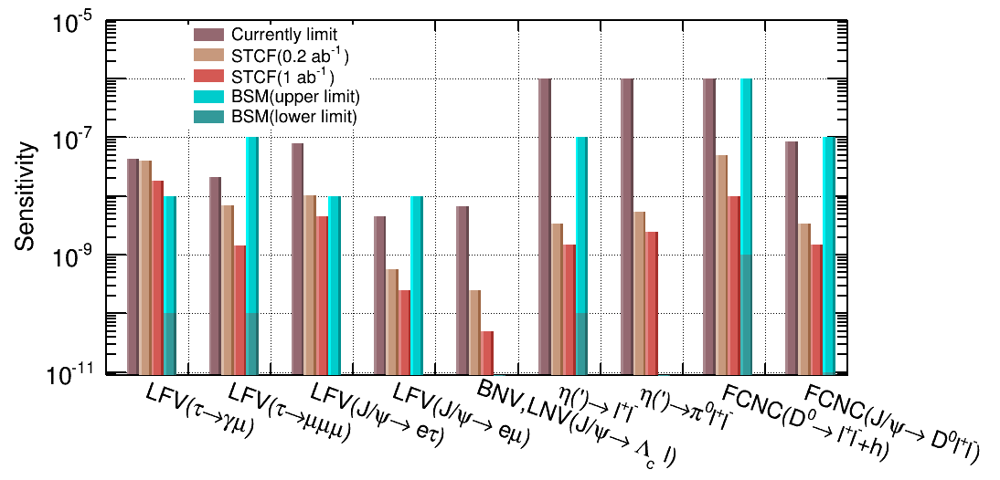 10⁻⁵
10⁻⁷
10⁻⁹
10⁻¹¹
Sensitivity
Currently limit
STCF(0.2 ab⁻¹)
STCF(1 ab⁻¹)
BSM(upper limit)
BSM(lower limit)
LFV(τ→γμ)
LFV(τ→μμμ)
LFV(J/ψ→ eτ)
LFV(J/ψ→ eμ)
BNV,LNV(J/ψ→ Λ_c l)
η(')→ l⁺l⁻
η(')→π⁰l⁺l⁻
FCNC(D⁰→ l⁺l⁻+h)
FCNC(J/ψ→ D⁰l⁺l⁻)